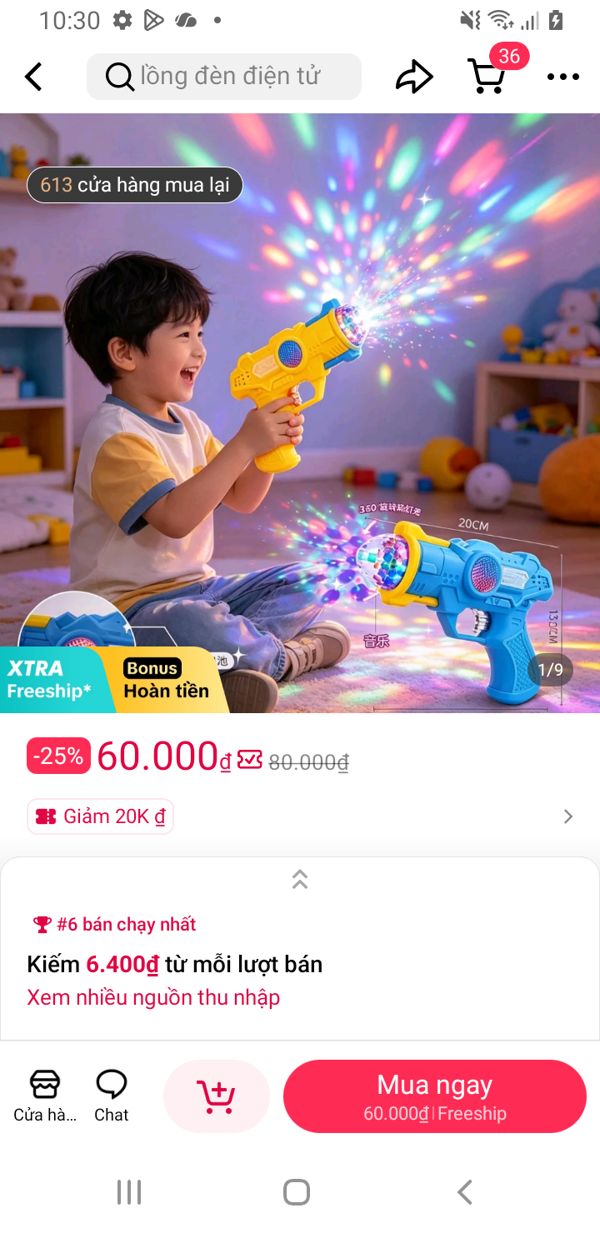 10:30
lồng đèn điện tử
36
613 cửa hàng mua lại
20CM
音乐
XTRA
Freeship*
Bonus
Hoàn tiền
1/9
-25% 60.000₫ 80.000₫
Giảm 20K ₫
#6 bán chạy nhất
Kiếm 6.400₫ từ mỗi lượt bán
Xem nhiều nguồn thu nhập
Cửa hà...
Chat
Mua ngay
60.000₫ | Freeship